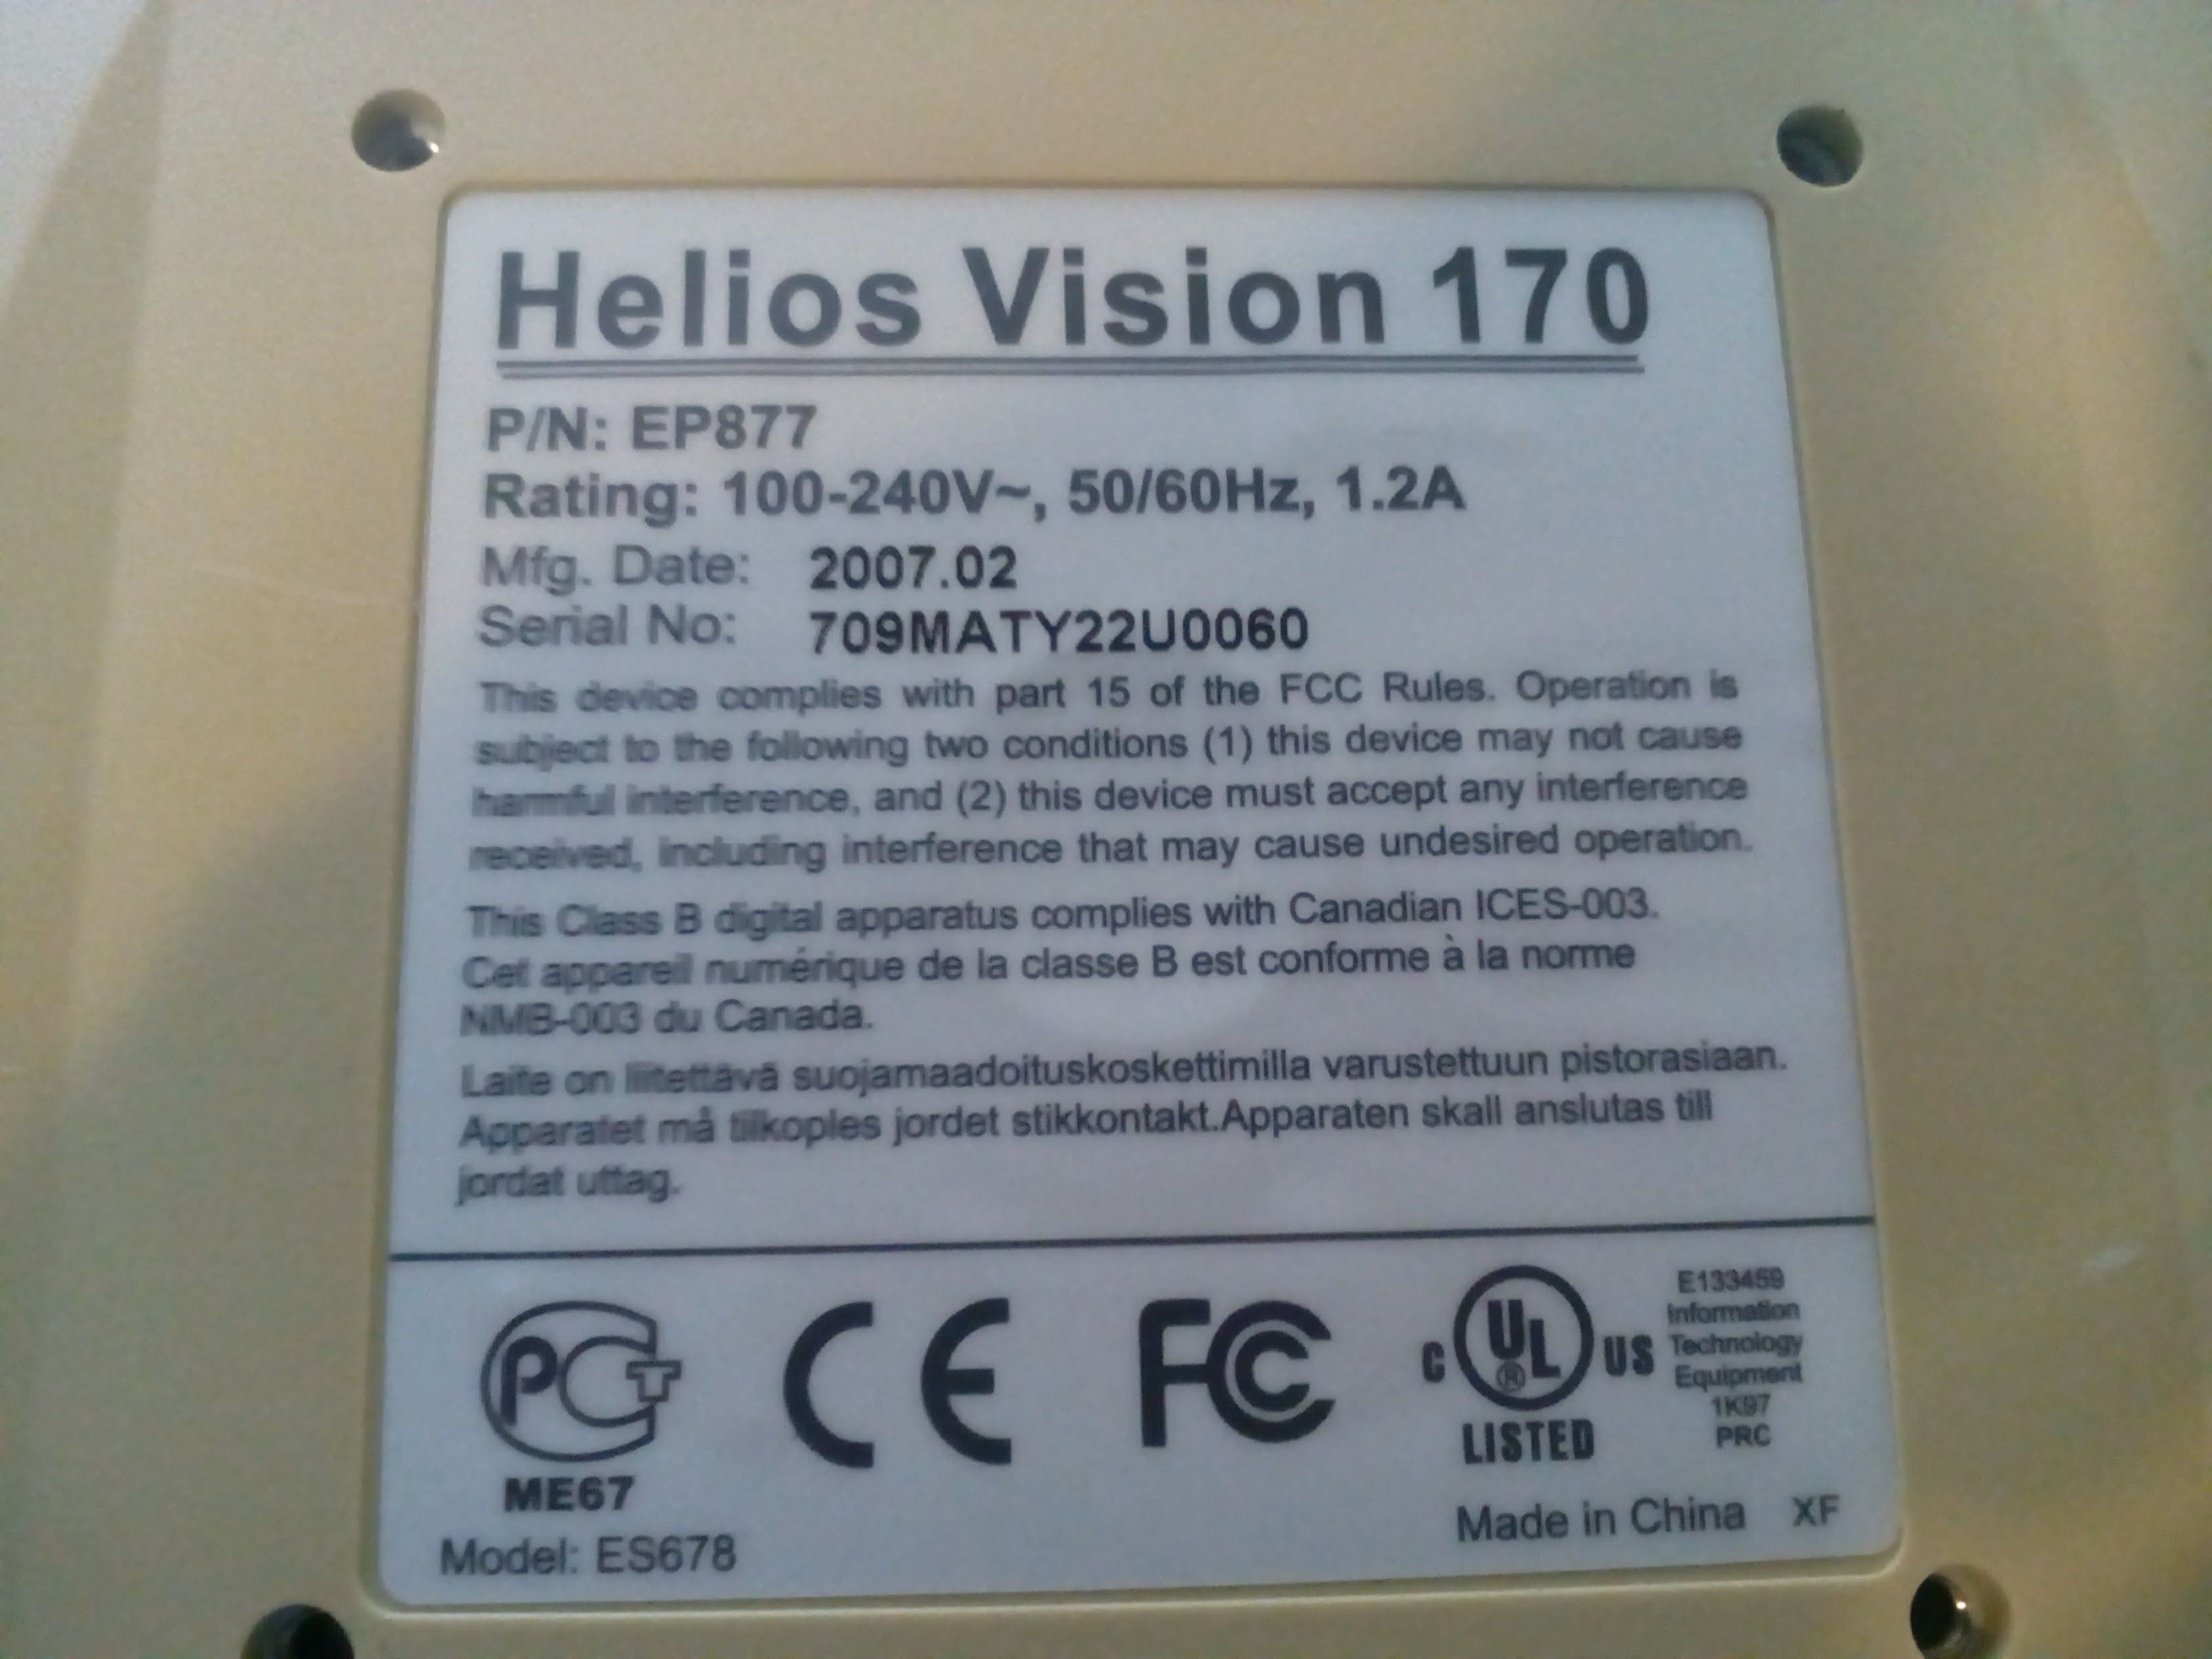 Helios Vision 170
P/N: EP877
Rating: 100-240V~, 50/60Hz, 1.2A
Mfg. Date: 2007.02
Serial No: 709MATY22U0060
This device complies with part 15 of the FCC Rules. Operation is
subject to the following two conditions (1) this device may not cause
harmful interference, and (2) this device must accept any interference
received, including interference that may cause undesired operation.
This Class B digital apparatus complies with Canadian ICES-003.
Cet appareil numérique de la classe B est conforme à la norme
NMB-003 du Canada.
Laite on liitettävä suojamaadoituskoskettimilla varustettuun pistorasiaan.
Apparatet må tilkoples jordet stikkontakt.Apparaten skall anslutas till
jordat uttag.
PCT
ME67
CE
FCC
C UL ® US
LISTED
E133459
Information
Technology
Equipment
1K97
PRC
Model: ES678
Made in China XF